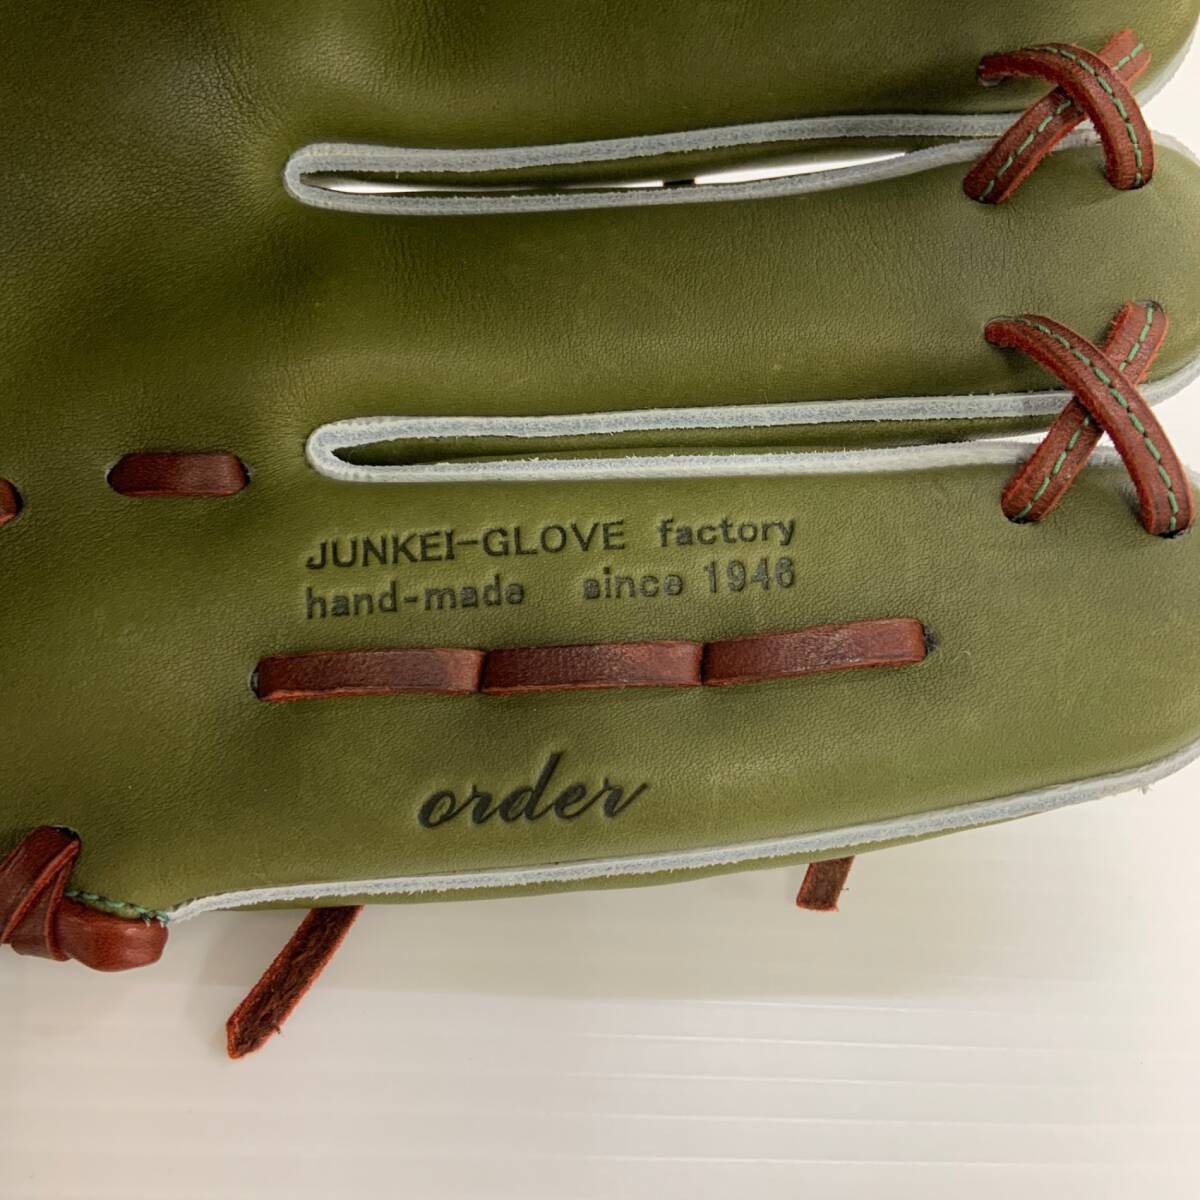 JUNKEI-GLOVE factory
hand-made since 1946
order